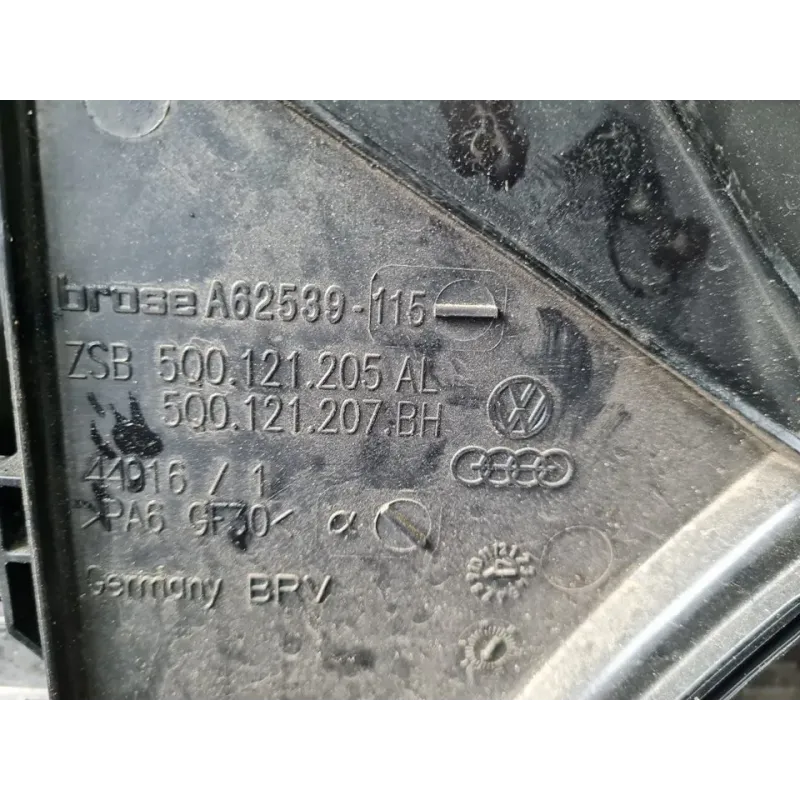 brose A62539-115
ZSB 5Q0.121.205 AL
5Q0.121.207.BH
44916 / 1
>PA6 GF30< α
Germany BRV